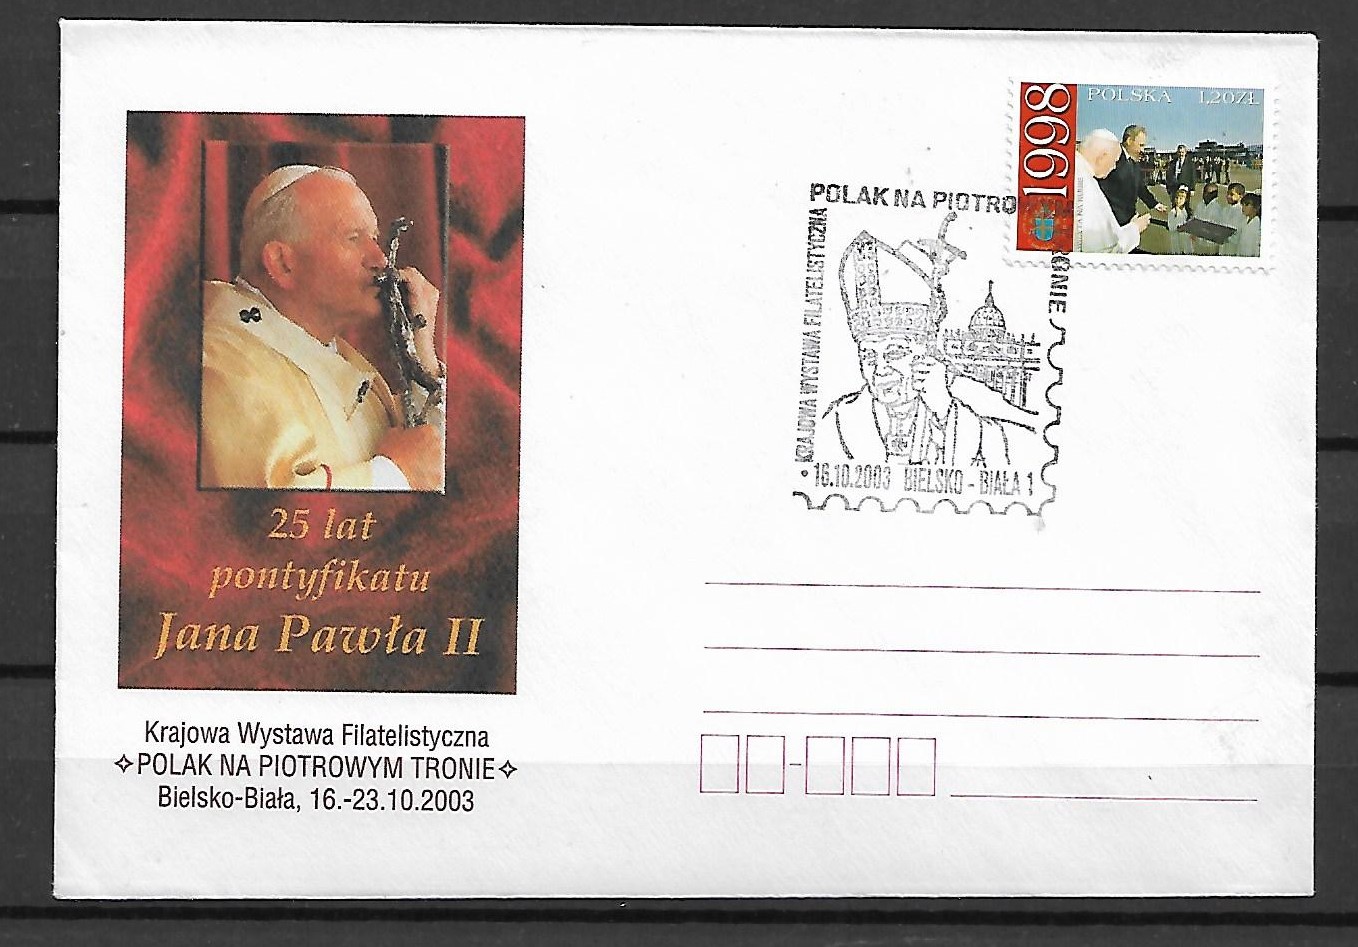 25 lat
pontyfikatu
Jana Pawła II
Krajowa Wystawa Filatelistyczna
✧POLAK NA PIOTROWYM TRONIE✧
Bielsko-Biała, 16.-23.10.2003
1998
POLSKA 1,20ZŁ
POLAK NA PIOTRO ONIE
KRAJOWA WYSTAWA FILATELISTYCZNA
• 16.10.2003 BIELSKO - BIAŁA 1